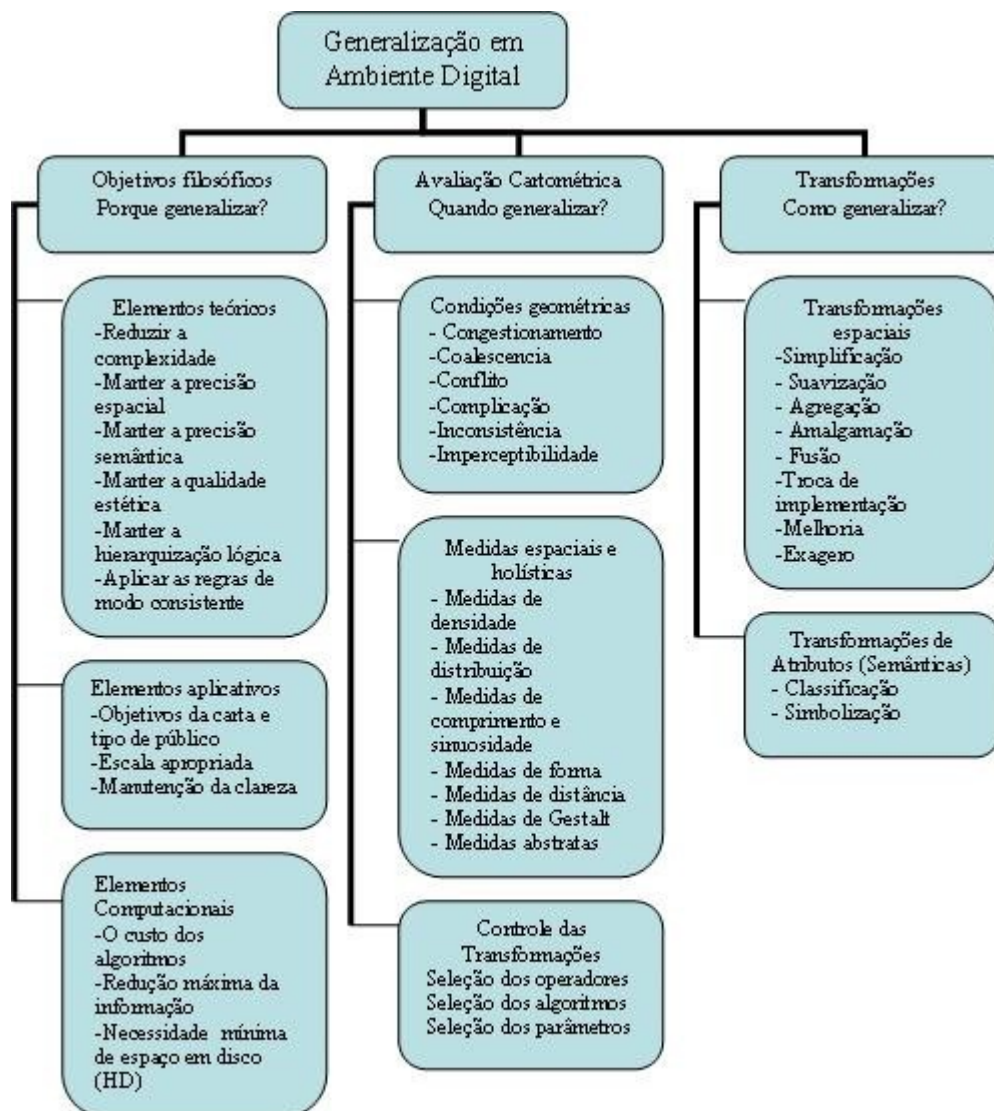 Generalização em
Ambiente Digital
Objetivos filosóficos
Porque generalizar?
Elementos teóricos
-Reduzir a
complexidade
-Manter a precisão
espacial
-Manter a precisão
semântica
-Manter a qualidade
estética
-Manter a
hierarquização lógica
-Aplicar as regras de
modo consistente
Elementos aplicativos
-Objetivos da carta e
tipo de público
-Escala apropriada
-Manutenção da clareza
Elementos
Computacionais
-O custo dos
algoritmos
-Redução máxima da
informação
-Necessidade mínima
de espaço em disco
(HD)
Avaliação Cartométrica
Quando generalizar?
Condições geométricas
- Congestionamento
-Coalescencia
-Conflito
-Complicação
-Inconsistência
-Imperceptibilidade
Medidas espaciais e
holísticas
- Medidas de
densidade
- Medidas de
distribuição
- Medidas de
comprimento e
sinuosidade
- Medidas de forma
- Medidas de distância
- Medidas de Gestalt
- Medidas abstratas
Controle das
Transformações
Seleção dos operadores
Seleção dos algoritmos
Seleção dos parâmetros
Transformações
Como generalizar?
Transformações
espaciais
-Simplificação
- Suavização
- Agregação
- Amalgamação
- Fusão
-Troca de
implementação
-Melhoria
-Exagero
Transformações de
Atributos (Semânticas)
- Classificação
- Simbolização